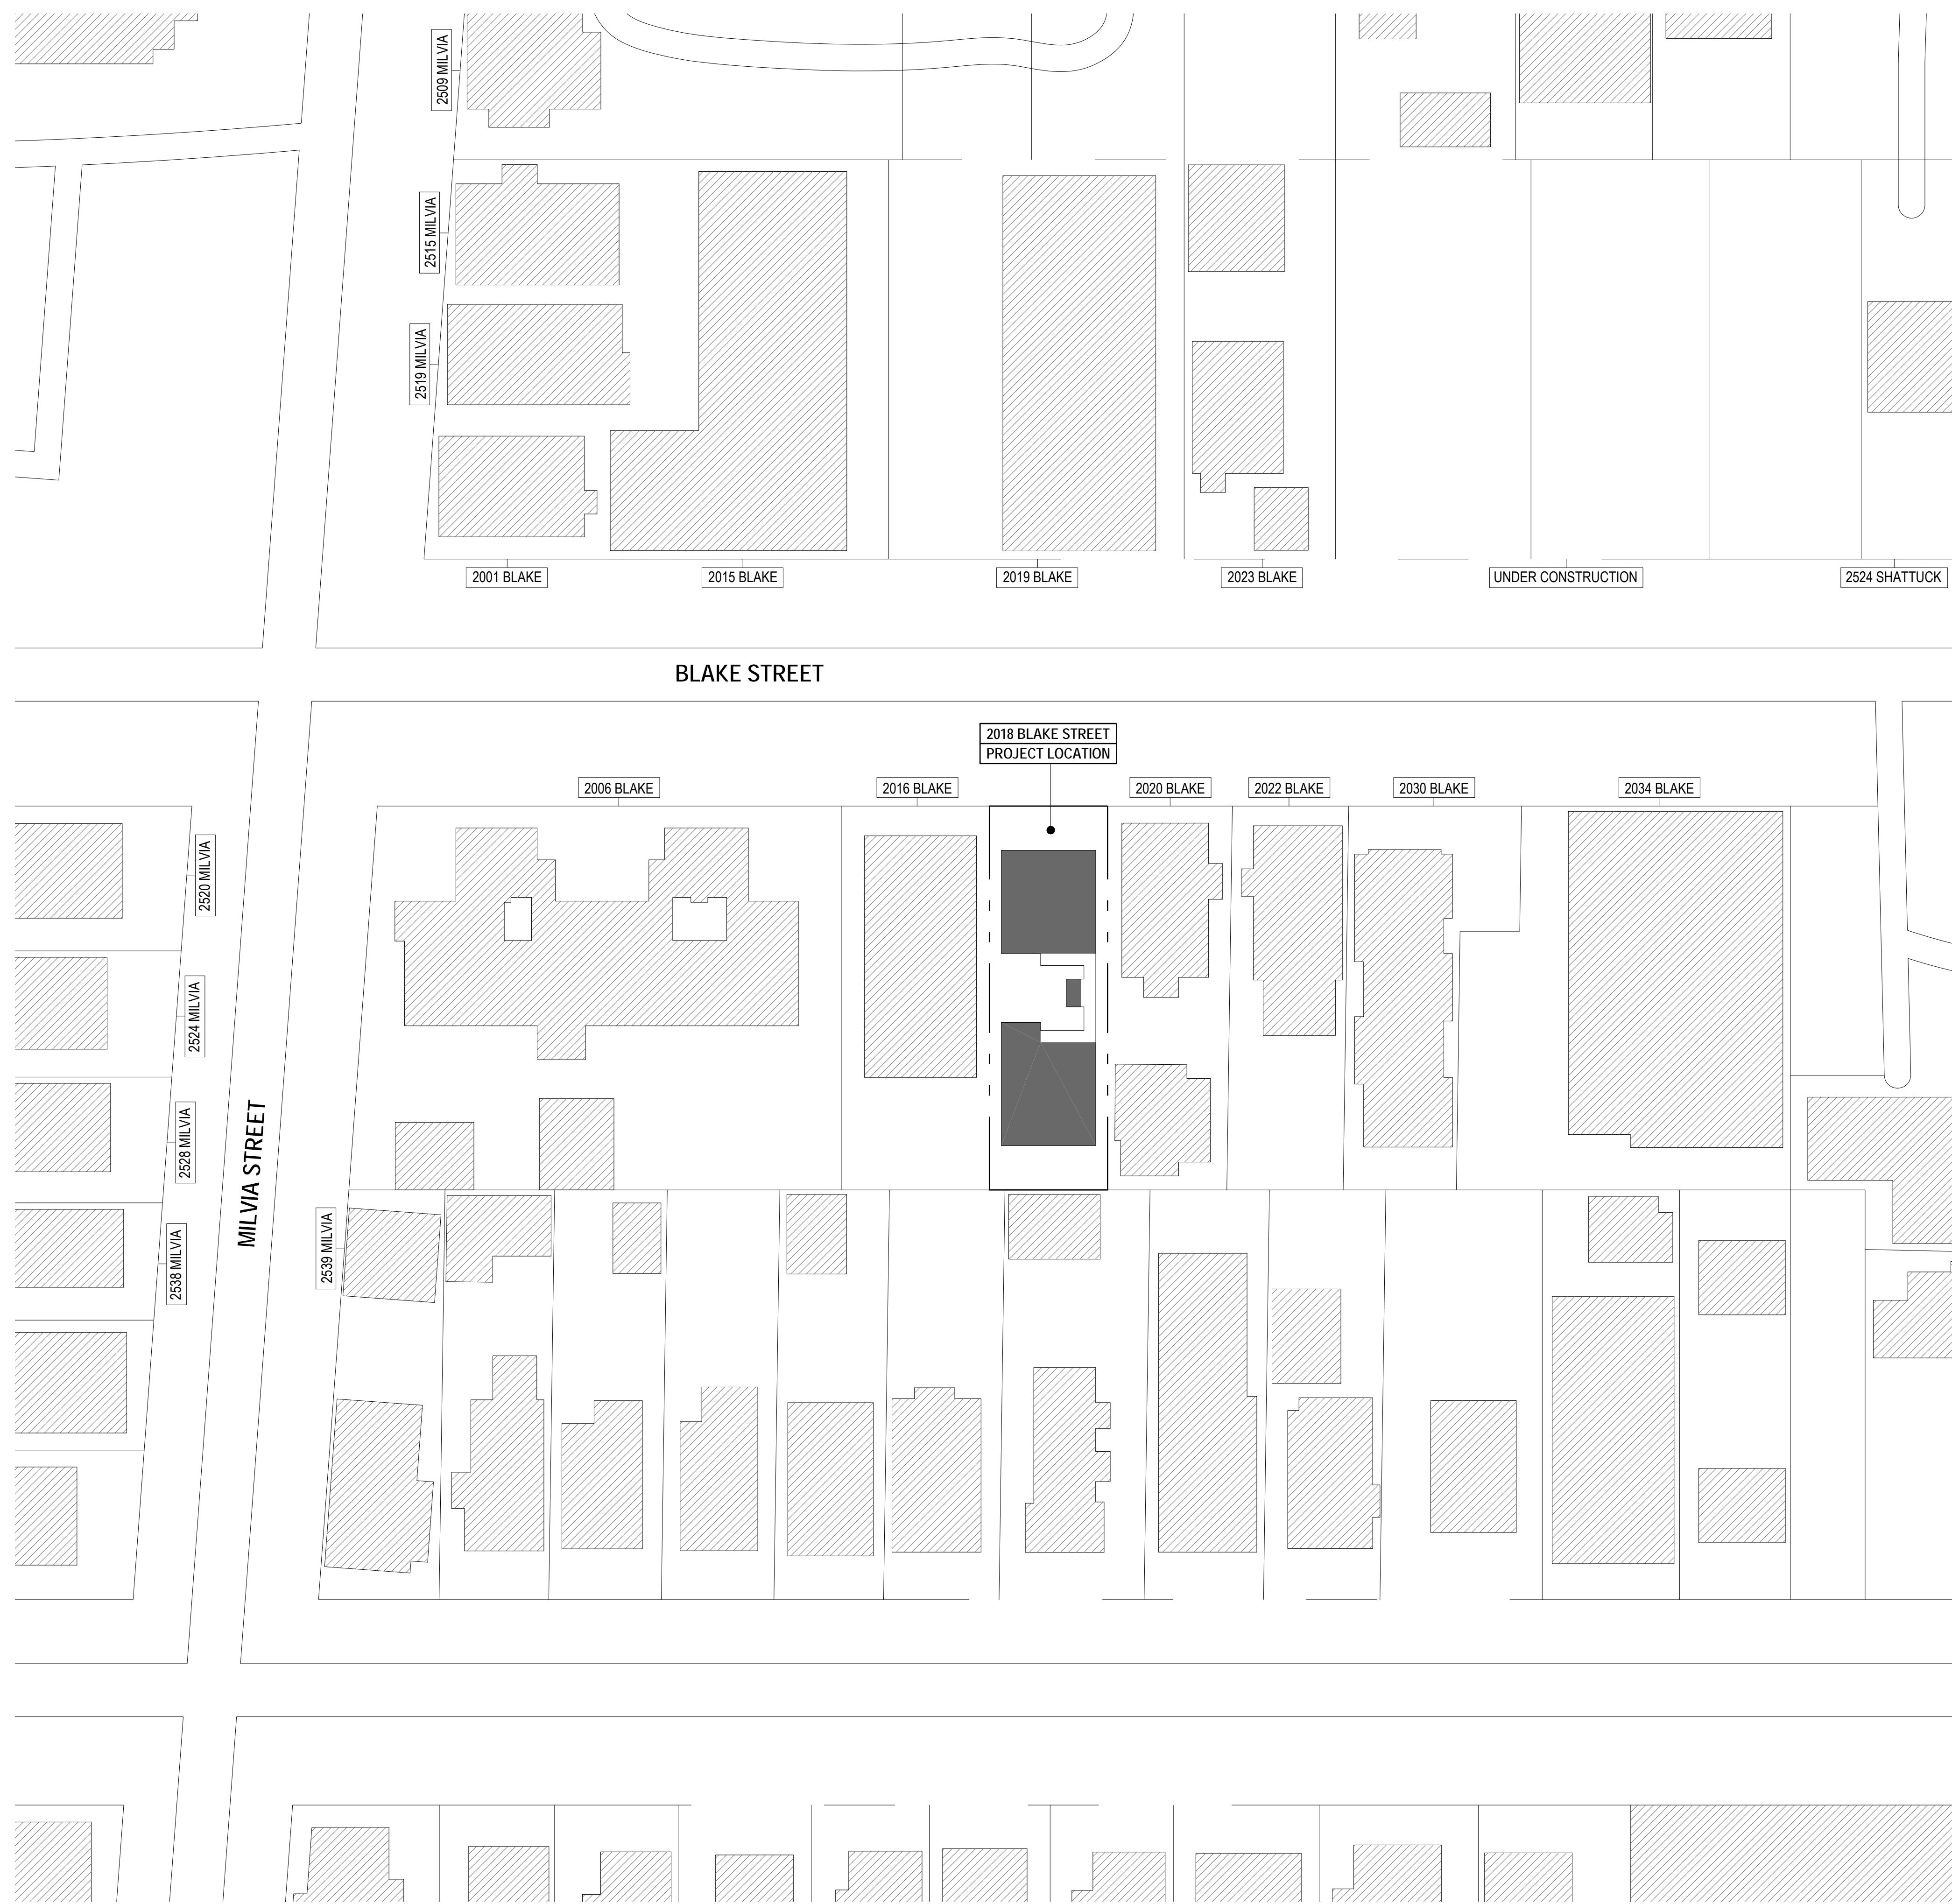 2509 MILVIA
2515 MILVIA
2519 MILVIA
2001 BLAKE
2015 BLAKE
2019 BLAKE
2023 BLAKE
UNDER CONSTRUCTION
2524 SHATTUCK
BLAKE STREET
2018 BLAKE STREET
PROJECT LOCATION
2006 BLAKE
2016 BLAKE
2020 BLAKE
2022 BLAKE
2030 BLAKE
2034 BLAKE
2520 MILVIA
2524 MILVIA
2528 MILVIA
MILVIA STREET
2538 MILVIA
2539 MILVIA